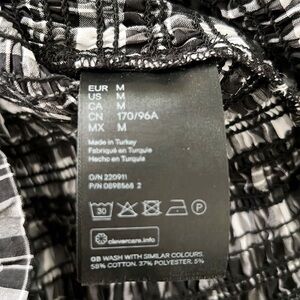 EUR M
US M
CA M
CN 170/96A
MX M
Made in Turkey
Fabriqué en Turquie
Hecho en Turquía
O/N 220911
P/N 0898568 2
30
P
clevercare.info
GB WASH WITH SIMILAR COLOURS.
58% COTTON. 37% POLYESTER. 5%